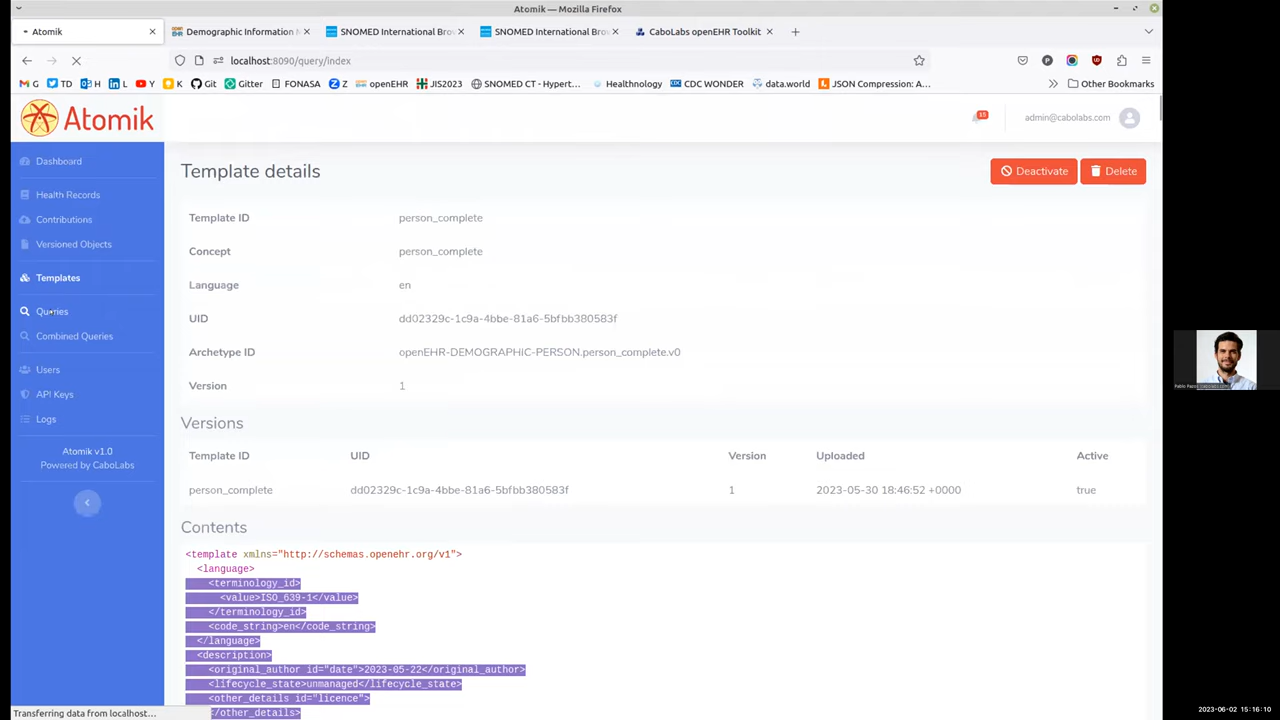 Atomik — Mozilla Firefox
Atomik
Demographic Information M
SNOMED International Brow
SNOMED International Brow
CaboLabs openEHR Toolkit
localhost:8090/query/index
G
TD
H
L
Y
K
Git
Gitter
FONASA
Z
openEHR
JIS2023
SNOMED CT - Hypert...
Healthnology
CDC WONDER
data.world
JSON Compression: A...
Other Bookmarks
Atomik
15
admin@cabolabs.com
Dashboard
Health Records
Contributions
Versioned Objects
Templates
Queries
Combined Queries
Users
API Keys
Logs
Atomik v1.0
Powered by CaboLabs
Template details
Deactivate
Delete
Template ID person_complete
Concept person_complete
Language en
UID dd02329c-1c9a-4bbe-81a6-5bfbb380583f
Archetype ID openEHR-DEMOGRAPHIC-PERSON.person_complete.v0
Version 1
Versions
Template ID UID Version Uploaded Active
person_complete dd02329c-1c9a-4bbe-81a6-5bfbb380583f 1 2023-05-30 18:46:52 +0000 true
Contents
<template xmlns="http://schemas.openehr.org/v1">
<language>
<terminology_id>
<value>ISO_639-1</value>
</terminology_id>
<code_string>en</code_string>
</language>
<description>
<original_author id="date">2023-05-22</original_author>
<lifecycle_state>unmanaged</lifecycle_state>
<other_details id="licence">
</other_details>
Transferring data from localhost...
2023-06-02 15:16:10